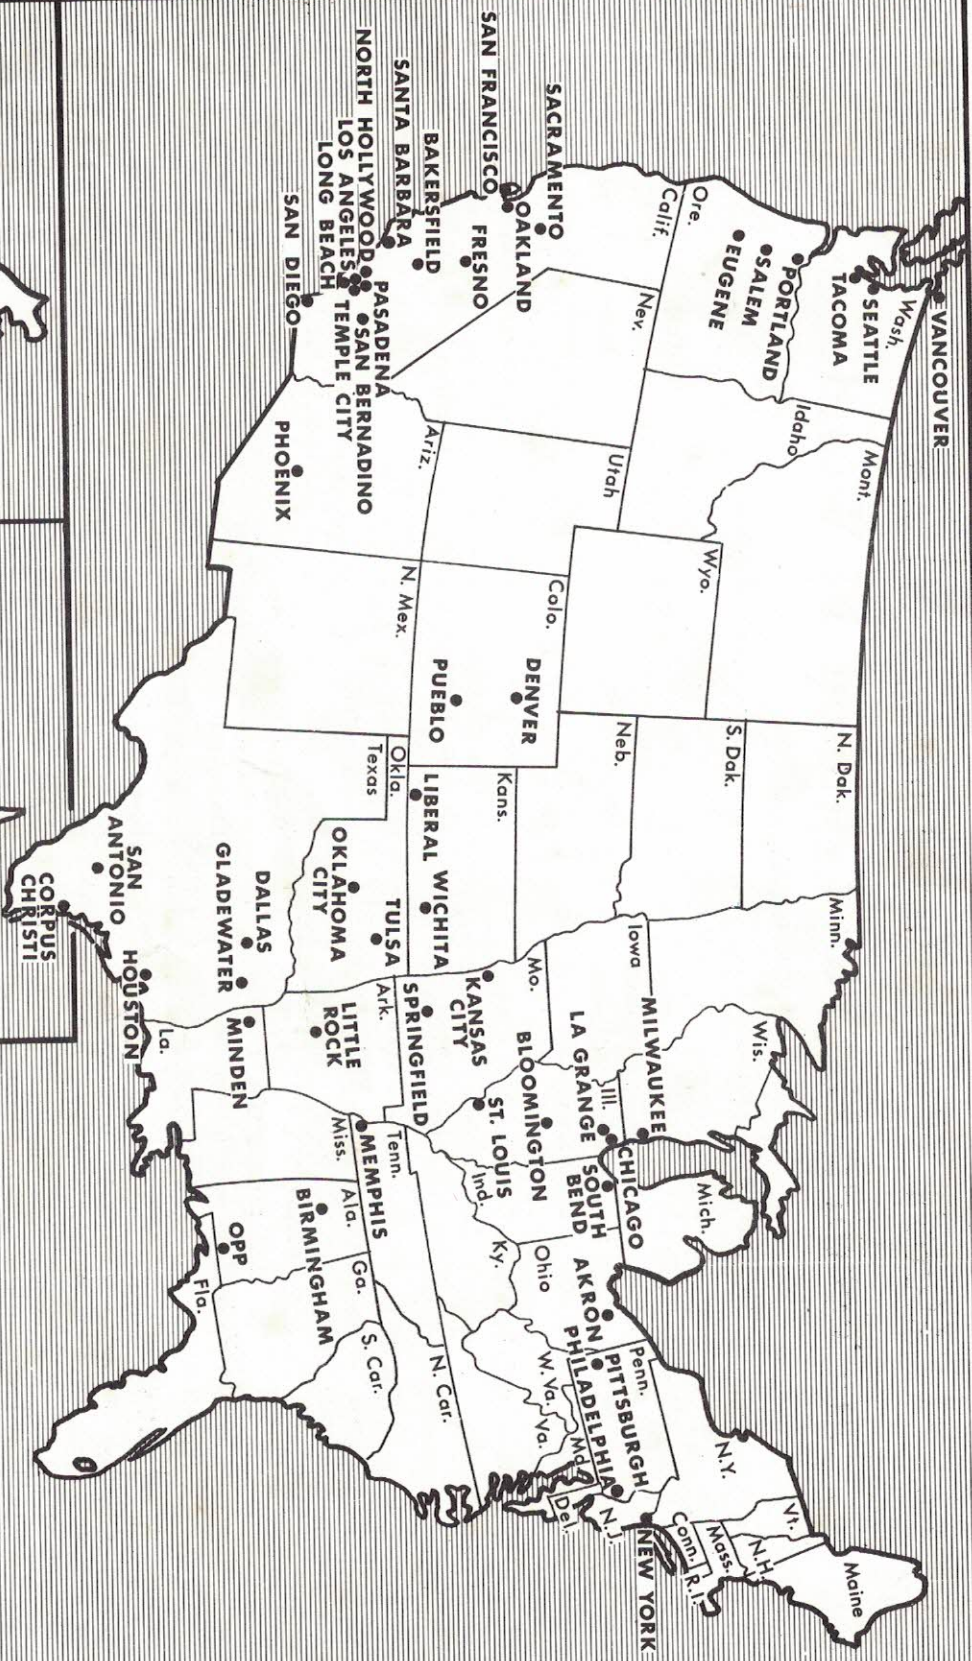 VANCOUVER
Wash.
SEATTLE
TACOMA
PORTLAND
SALEM
EUGENE
Ore.
Calif.
Nev.
Idaho
Mont.
SACRAMENTO
SAN FRANCISCO
OAKLAND
FRESNO
BAKERSFIELD
SANTA BARBARA
NORTH HOLLYWOOD
LOS ANGELES
LONG BEACH
SAN DIEGO
PASADENA
SAN BERNADINO
TEMPLE CITY
Utah
Ariz.
PHOENIX
Wyo.
Colo.
DENVER
PUEBLO
N. Mex.
N. Dak.
S. Dak.
Neb.
Kans.
LIBERAL
WICHITA
Okla.
TULSA
OKLAHOMA
CITY
Texas
DALLAS
GLADEWATER
SAN
ANTONIO
HOUSTON
CORPUS
CHRISTI
Minn.
Iowa
Mo.
KANSAS
CITY
SPRINGFIELD
ST. LOUIS
Ark.
LITTLE
ROCK
La.
MINDEN
Wis.
MILWAUKEE
Ill.
LA GRANGE
CHICAGO
BLOOMINGTON
Mich.
Ind.
SOUTH
BEND
Ohio
AKRON
Ky.
Tenn.
MEMPHIS
Miss.
Ala.
BIRMINGHAM
OPP
Ga.
Fla.
S. Car.
N. Car.
W. Va.
Va.
Md.
Del.
Penn.
PITTSBURGH
PHILADELPHIA
N.J.
NEW YORK
N.Y.
Conn.
R.I.
Mass.
Vt.
N.H.
Maine